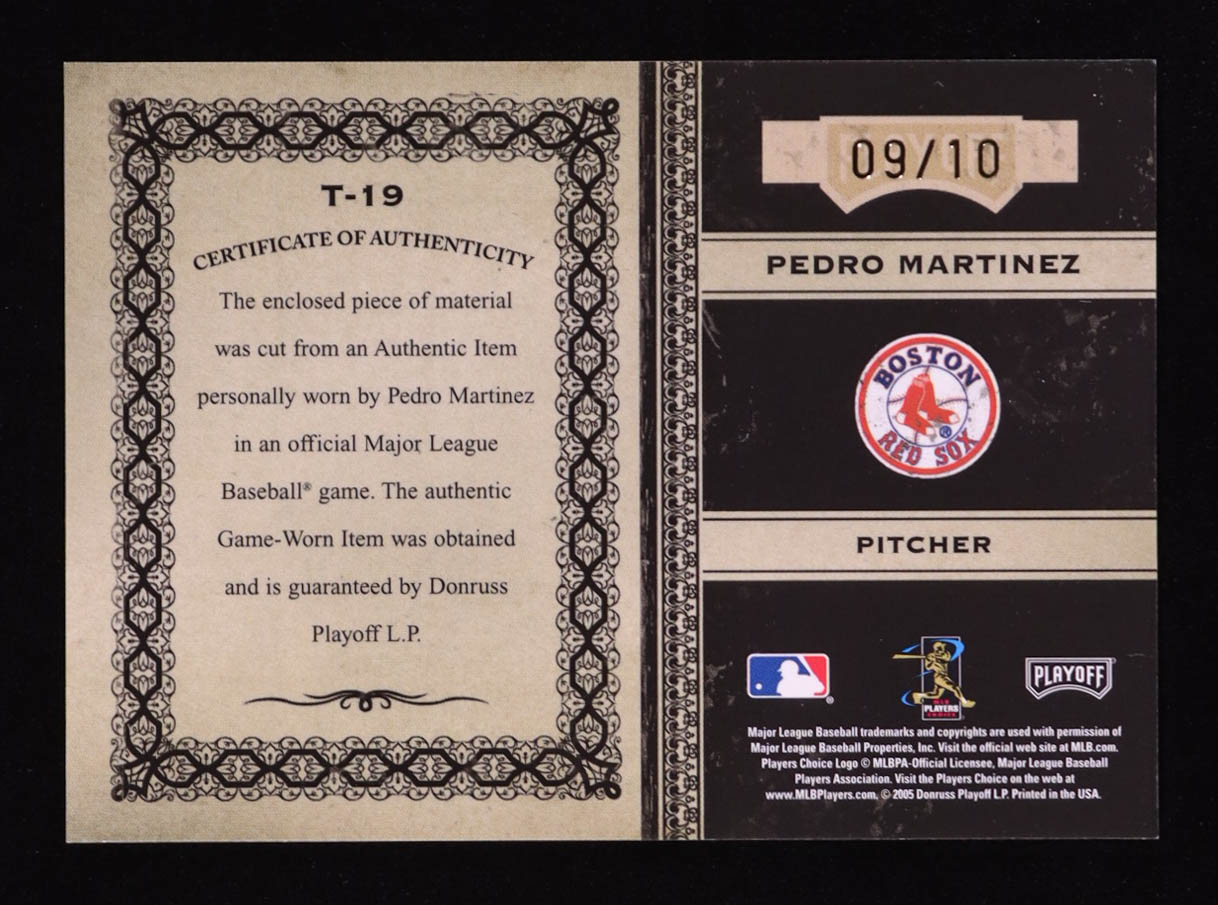 T-19
CERTIFICATE OF AUTHENTICITY
The enclosed piece of material
was cut from an Authentic Item
personally worn by Pedro Martinez
in an official Major League
Baseball® game. The authentic
Game-Worn Item was obtained
and is guaranteed by Donruss
Playoff L.P.
PLAYOFF
09/10
PEDRO MARTINEZ
BOSTON
RED SOX
®
PITCHER
®
MLB
PLAYERS
CHOICE
PLAYOFF
Major League Baseball trademarks and copyrights are used with permission of
Major League Baseball Properties, Inc. Visit the official web site at MLB.com.
Players Choice Logo © MLBPA-Official Licensee, Major League Baseball
Players Association. Visit the Players Choice on the web at
www.MLBPlayers.com. © 2005 Donruss Playoff L.P. Printed in the USA.